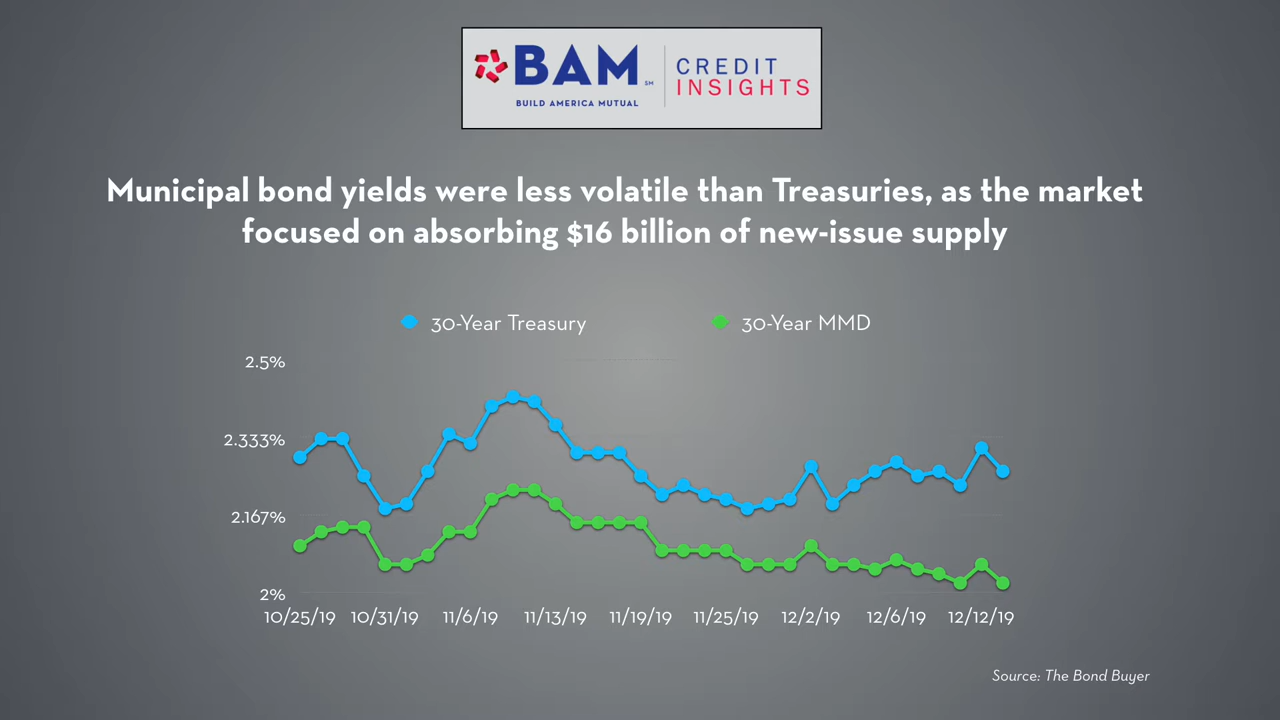 BAM SM
BUILD AMERICA MUTUAL
CREDIT
INSIGHTS
Municipal bond yields were less volatile than Treasuries, as the market
focused on absorbing $16 billion of new-issue supply
30-Year Treasury 30-Year MMD
2.5%
2.333%
2.167%
2%
10/25/19 10/31/19 11/6/19 11/13/19 11/19/19 11/25/19 12/2/19 12/6/19 12/12/19
Source: The Bond Buyer